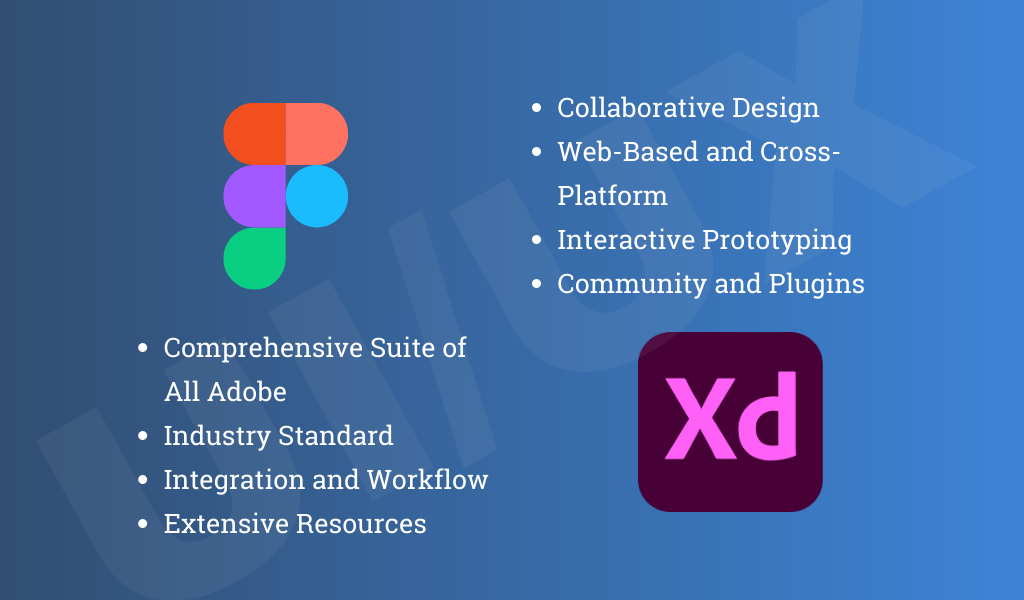 • Collaborative Design
• Web-Based and Cross-
Platform
• Interactive Prototyping
• Community and Plugins
• Comprehensive Suite of
All Adobe
• Industry Standard
• Integration and Workflow
• Extensive Resources
Xd
UI/UX